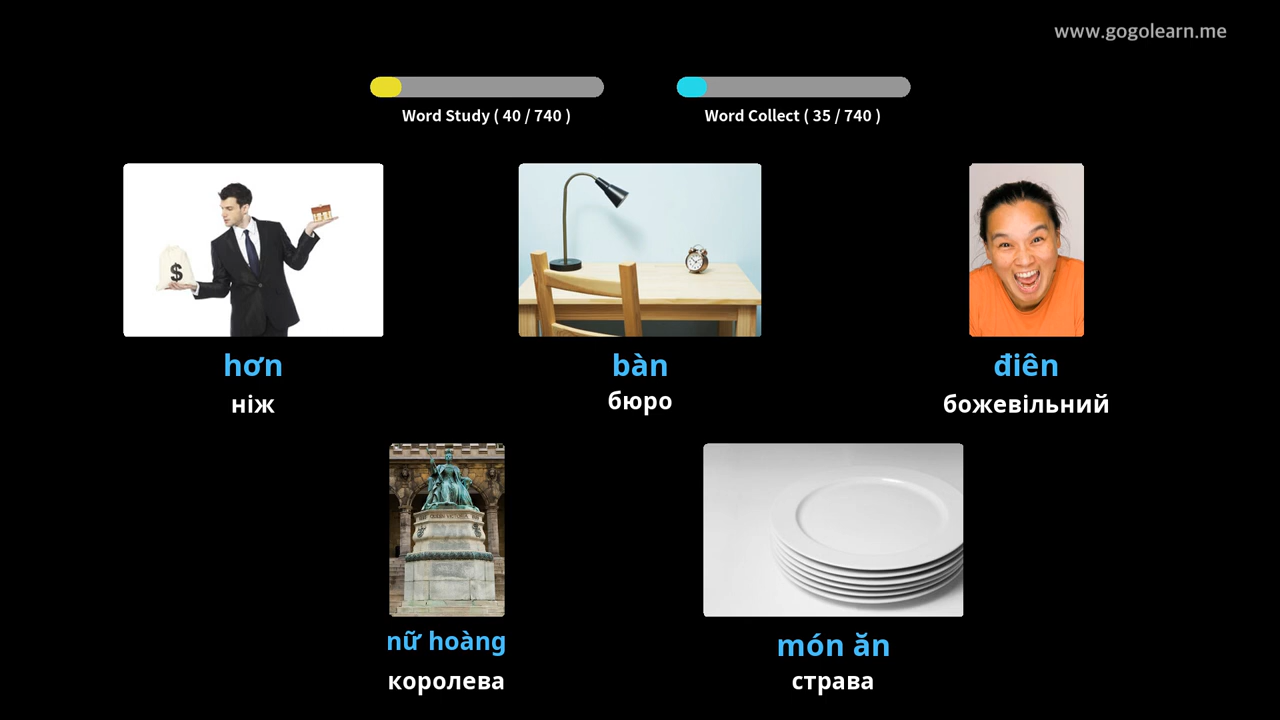 www.gogolearn.me
Word Study ( 40 / 740 )
Word Collect ( 35 / 740 )
$
hơn
ніж
bàn
бюро
điên
божевільний
nữ hoàng
королева
món ăn
страва